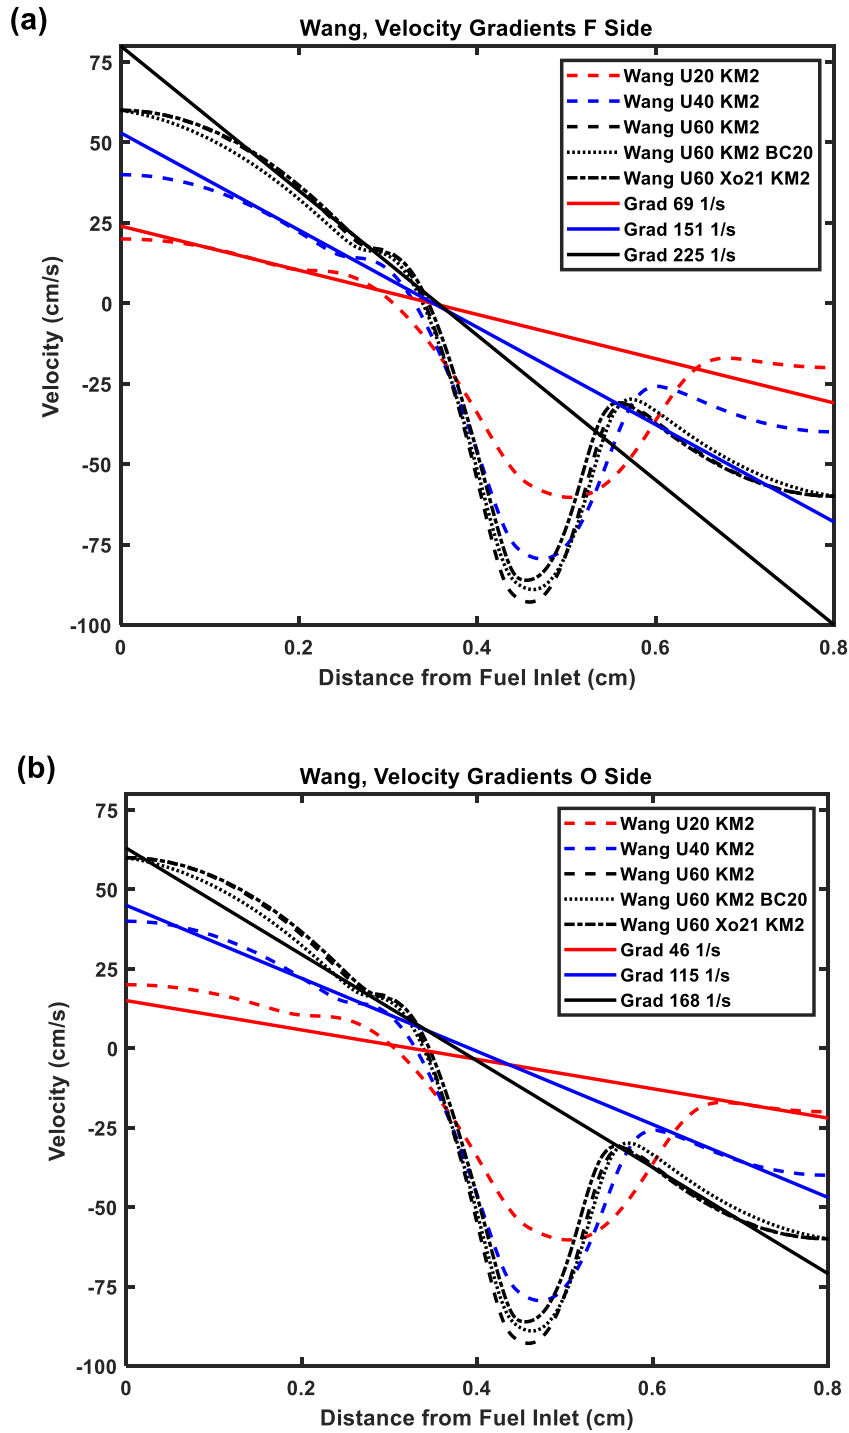 (a)
Wang, Velocity Gradients F Side
75
50
25
0
-25
-50
-75
-100
Velocity (cm/s)
Wang U20 KM2
Wang U40 KM2
Wang U60 KM2
Wang U60 KM2 BC20
Wang U60 Xo21 KM2
Grad 69 1/s
Grad 151 1/s
Grad 225 1/s
0 0.2 0.4 0.6 0.8
Distance from Fuel Inlet (cm)
(b)
Wang, Velocity Gradients O Side
75
50
25
0
-25
-50
-75
-100
Velocity (cm/s)
Wang U20 KM2
Wang U40 KM2
Wang U60 KM2
Wang U60 KM2 BC20
Wang U60 Xo21 KM2
Grad 46 1/s
Grad 115 1/s
Grad 168 1/s
0 0.2 0.4 0.6 0.8
Distance from Fuel Inlet (cm)